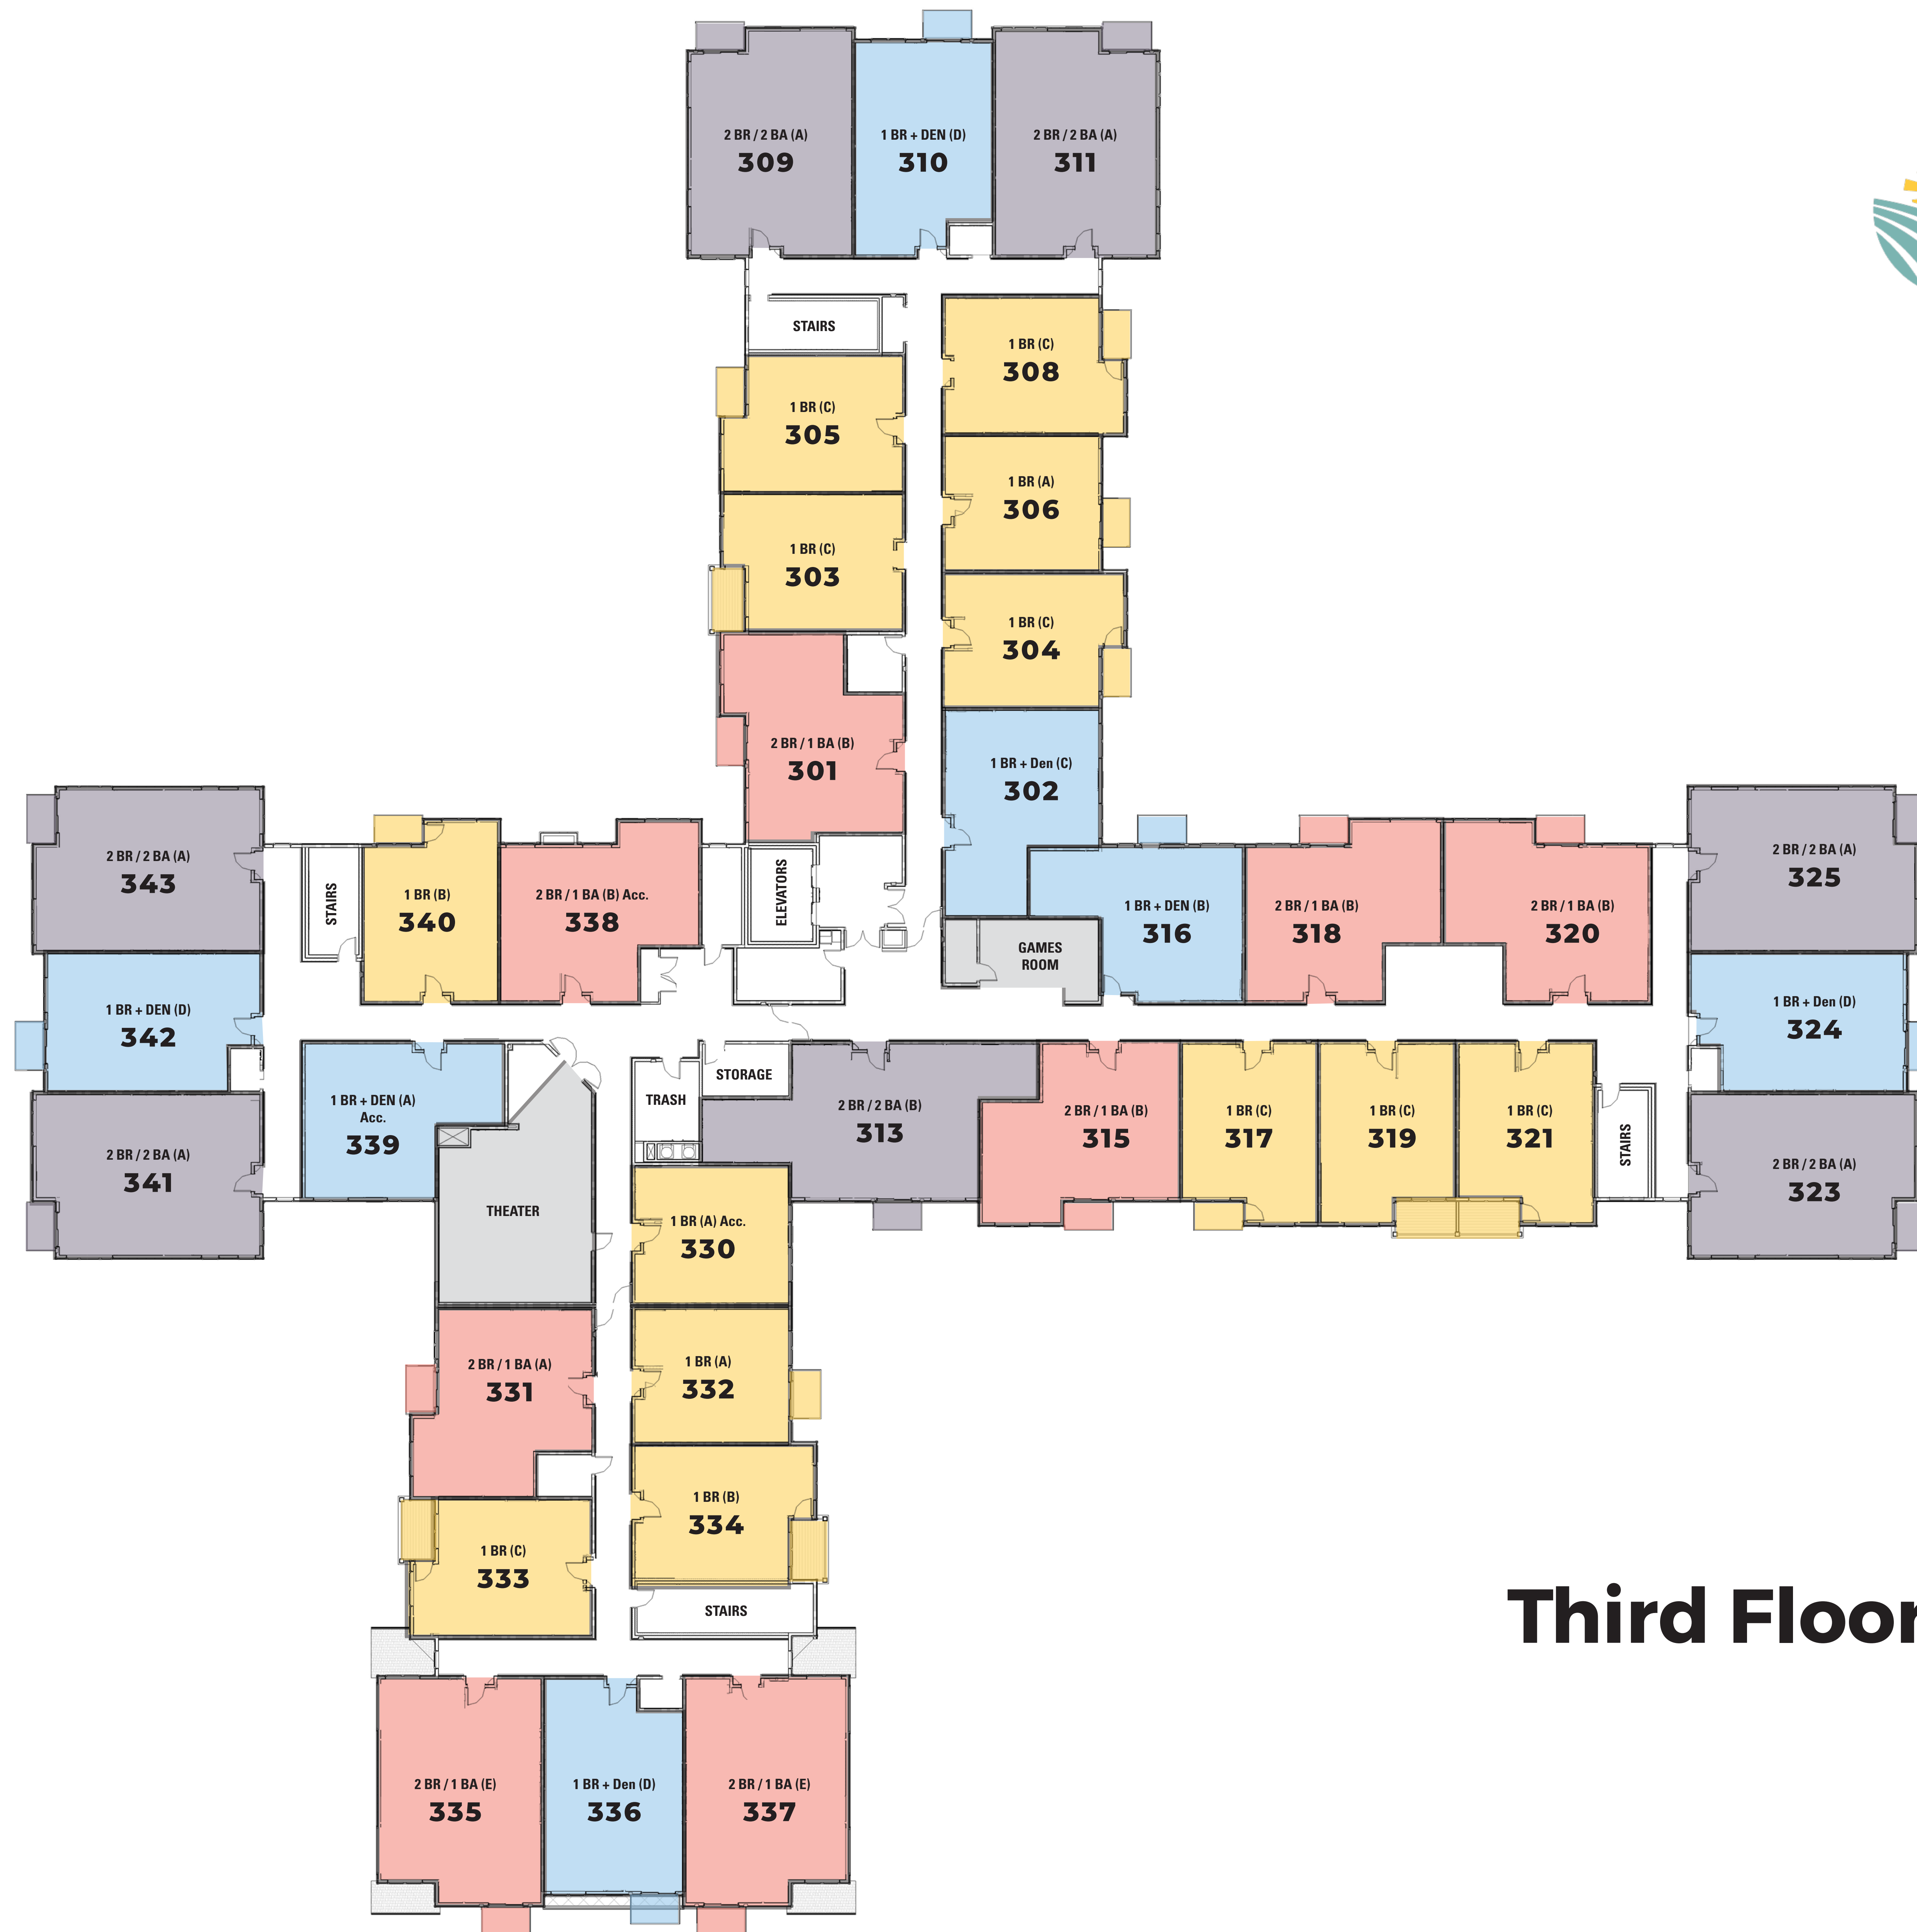 2 BR / 2 BA (A)
309
1 BR + DEN (D)
310
2 BR / 2 BA (A)
311
STAIRS
1 BR (C)
308
1 BR (C)
305
1 BR (A)
306
1 BR (C)
303
1 BR (C)
304
2 BR / 1 BA (B)
301
1 BR + Den (C)
302
2 BR / 2 BA (A)
343
STAIRS
1 BR (B)
340
2 BR / 1 BA (B) Acc.
338
ELEVATORS
GAMES
ROOM
1 BR + DEN (B)
316
2 BR / 1 BA (B)
318
2 BR / 1 BA (B)
320
2 BR / 2 BA (A)
325
1 BR + DEN (D)
342
1 BR + Den (D)
324
2 BR / 2 BA (A)
341
1 BR + DEN (A)
Acc.
339
THEATER
TRASH
STORAGE
2 BR / 2 BA (B)
313
2 BR / 1 BA (B)
315
1 BR (C)
317
1 BR (C)
319
1 BR (C)
321
STAIRS
2 BR / 2 BA (A)
323
1 BR (A) Acc.
330
2 BR / 1 BA (A)
331
1 BR (A)
332
1 BR (B)
334
1 BR (C)
333
STAIRS
Third Floor
2 BR / 1 BA (E)
335
1 BR + Den (D)
336
2 BR / 1 BA (E)
337